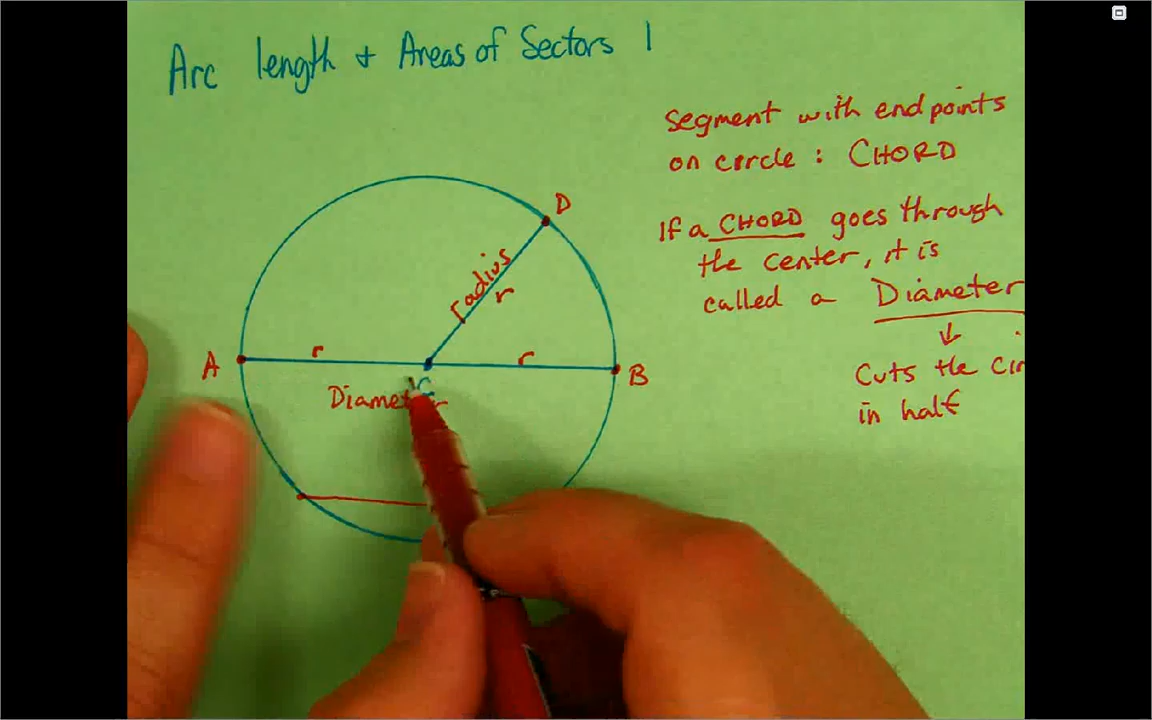 Arc length + Areas of Sectors 1
Segment with endpoints
on circle : CHORD
If a CHORD goes through
the center, it is
called a Diameter
Cuts the
in half
D
radius
r
A
r
r
B
C